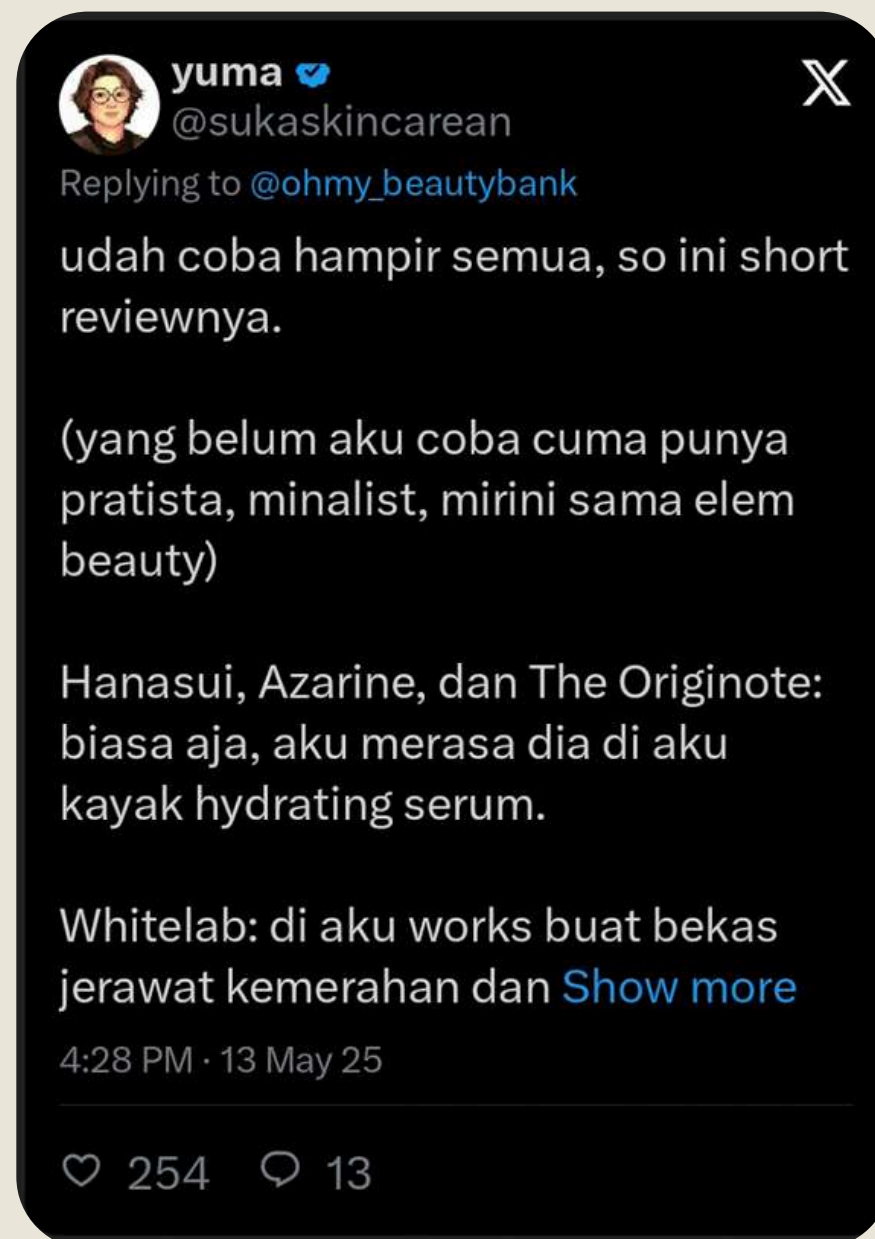 yuma
@sukaskincarean
Replying to @ohmy_beautybank
udah coba hampir semua, so ini short
reviewnya.
(yang belum aku coba cuma punya
pratista, minalist, mirini sama elem
beauty)
Hanasui, Azarine, dan The Originote:
biasa aja, aku merasa dia di aku
kayak hydrating serum.
Whitelab: di aku works buat bekas
jerawat kemerahan dan Show more
4:28 PM · 13 May 25
254 13